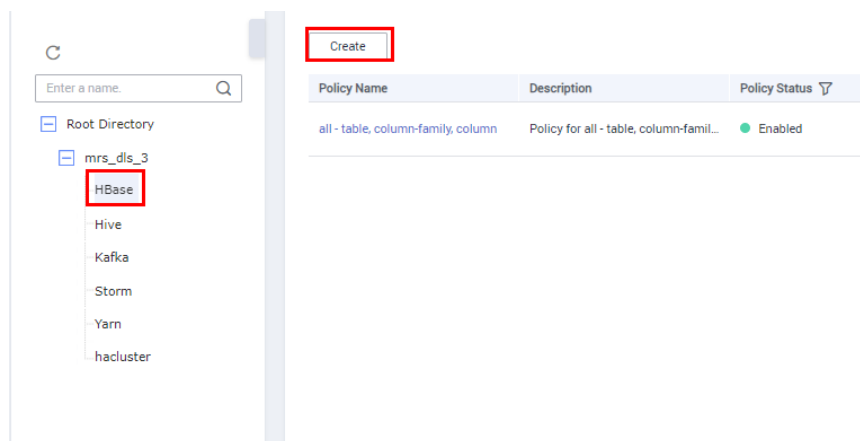 Create
Enter a name.
Policy Name Description Policy Status
Root Directory
all - table, column-family, column Policy for all - table, column-famil... Enabled
mrs_dls_3
HBase
Hive
Kafka
Storm
Yarn
hacluster